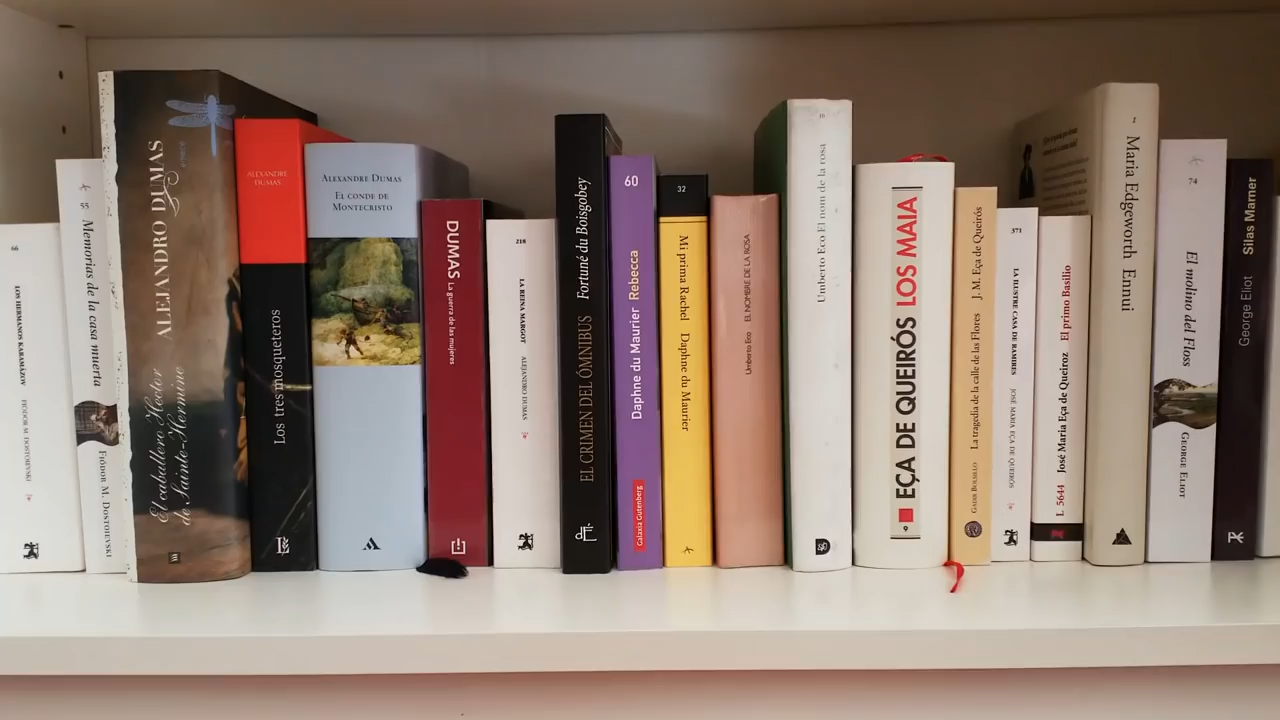 66
LOS HERMANOS KARAMÁZOV
FIÓDOR M. DOSTOIEVSKI
55
Memorias de la casa muerta
FIÓDOR M. DOSTOIEVSKI
ALEJANDRO DUMAS
El caballero Héctor
de Sainte-Hermine
ALEXANDRE
DUMAS
Los tres mosqueteros
ALEXANDRE DUMAS
EL CONDE DE
MONTECRISTO
DUMAS La guerra de las mujeres
218
LA REINA MARGOT
ALEJANDRO DUMAS
EL CRIMEN DEL ÓMNIBUS Fortuné du Boisgobey
dE
60
Daphne du Maurier Rebecca
Galaxia Gutenberg
32
Mi prima Rachel Daphne du Maurier
Umberto Eco EL NOMBRE DE LA ROSA
Umberto Eco El nom de la rosa
EÇA DE QUEIRÓS LOS MAIA
GADIR BOLSILLO La tragedia de la calle de las Flores J. M. Eça de Queirós
371
LA ILUSTRE CASA DE RAMIRES
JOSÉ MARIA EÇA DE QUEIRÓS
L 5644 José Maria Eça de Queiroz El primo Basilio
1
Maria Edgeworth Ennui
74
El molino del Floss
GEORGE ELIOT
George Eliot Silas Marner